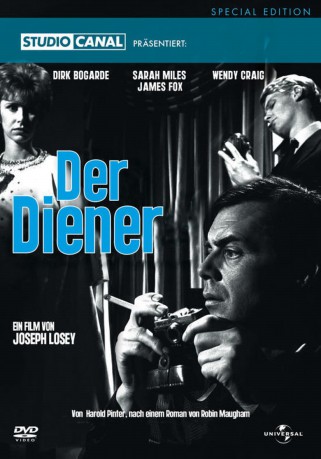 SPECIAL EDITION
STUDIO CANAL PRÄSENTIERT:
DIRK BOGARDE SARAH MILES WENDY CRAIG
JAMES FOX
Der
Diener
EIN FILM VON
JOSEPH LOSEY
Von Harold Pinter, nach einem Roman von Robin Maugham
DVD
VIDEO
UNIVERSAL